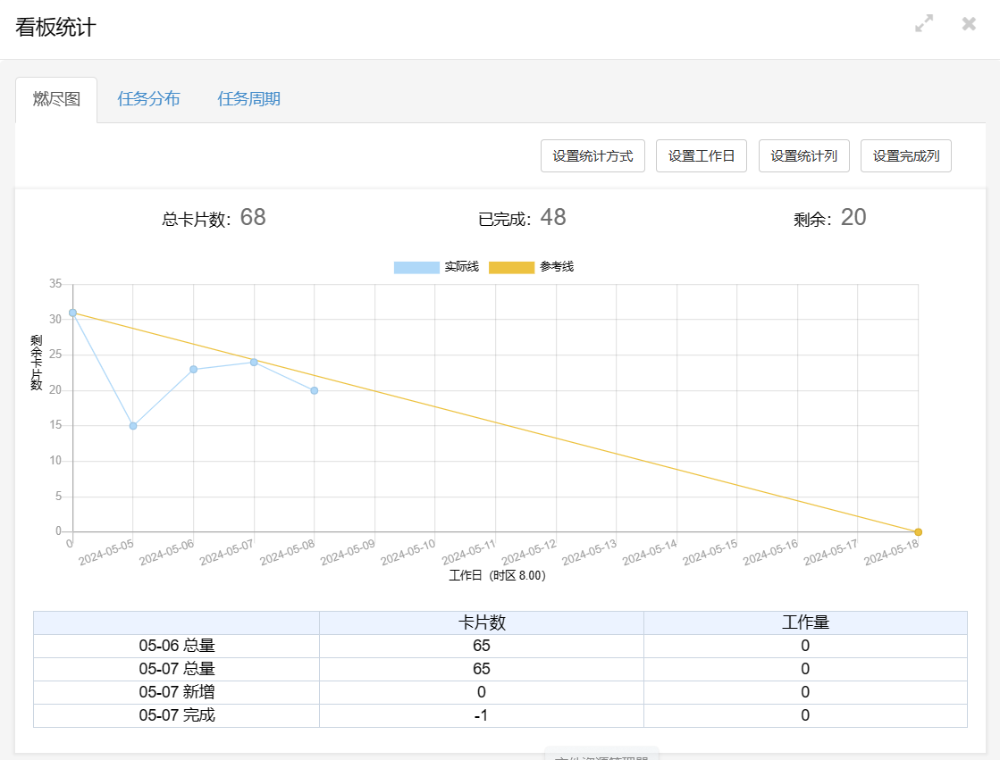 看板统计
燃尽图 任务分布 任务周期
设置统计方式 设置工作日 设置统计列 设置完成列
总卡片数：68 已完成：48 剩余：20
实际线 参考线
剩余卡片数
35
30
25
20
15
10
5
0
0 2024-05-05 2024-05-06 2024-05-07 2024-05-08 2024-05-09 2024-05-10 2024-05-11 2024-05-12 2024-05-13 2024-05-14 2024-05-15 2024-05-16 2024-05-17 2024-05-18
工作日（时区 8.00）
卡片数 工作量
05-06 总量 65 0
05-07 总量 65 0
05-07 新增 0 0
05-07 完成 -1 0